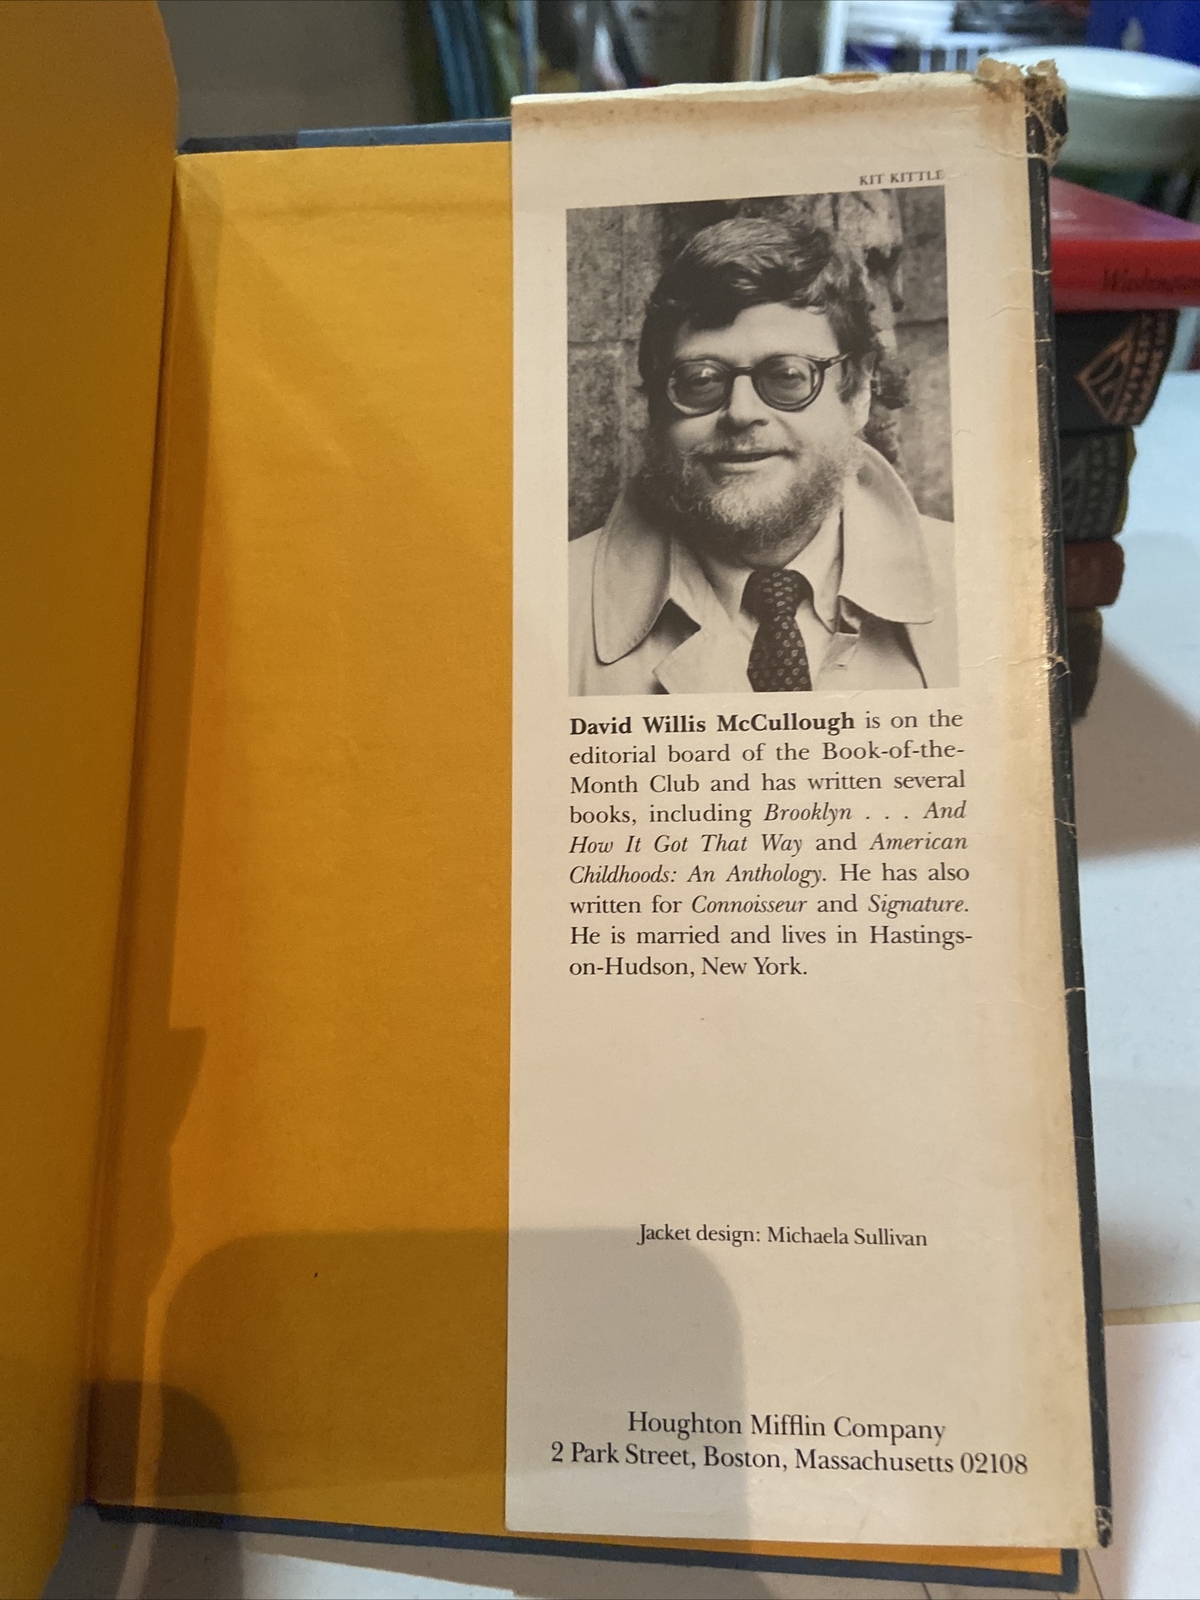 KIT KITTLE
David Willis McCullough is on the
editorial board of the Book-of-the-
Month Club and has written several
books, including Brooklyn . . . And
How It Got That Way and American
Childhoods: An Anthology. He has also
written for Connoisseur and Signature.
He is married and lives in Hastings-
on-Hudson, New York.
Jacket design: Michaela Sullivan
Houghton Mifflin Company
2 Park Street, Boston, Massachusetts 02108